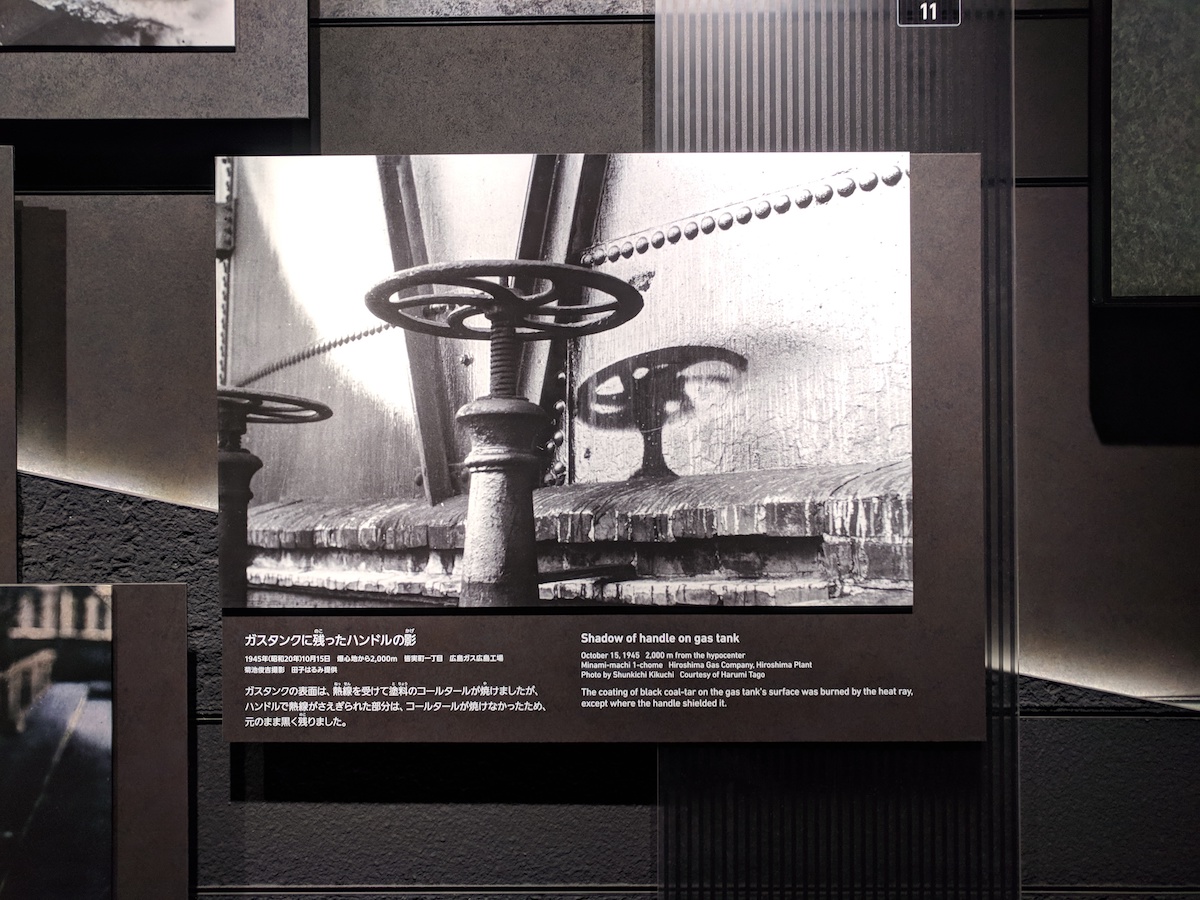 11
ガスタンクに残ったハンドルの影
1945年(昭和20年)10月15日 爆心地から2,000m 皆実町一丁目 広島ガス広島工場
菊池俊吉撮影 田子はるみ提供
ガスタンクの表面は、熱線を受けて塗料のコールタールが焼けましたが、
ハンドルで熱線がさえぎられた部分は、コールタールが焼けなかったため、
元のまま黒く残りました。
Shadow of handle on gas tank
October 15, 1945 2,000 m from the hypocenter
Minami-machi 1-chome Hiroshima Gas Company, Hiroshima Plant
Photo by Shunkichi Kikuchi Courtesy of Harumi Tago
The coating of black coal-tar on the gas tank's surface was burned by the heat ray,
except where the handle shielded it.